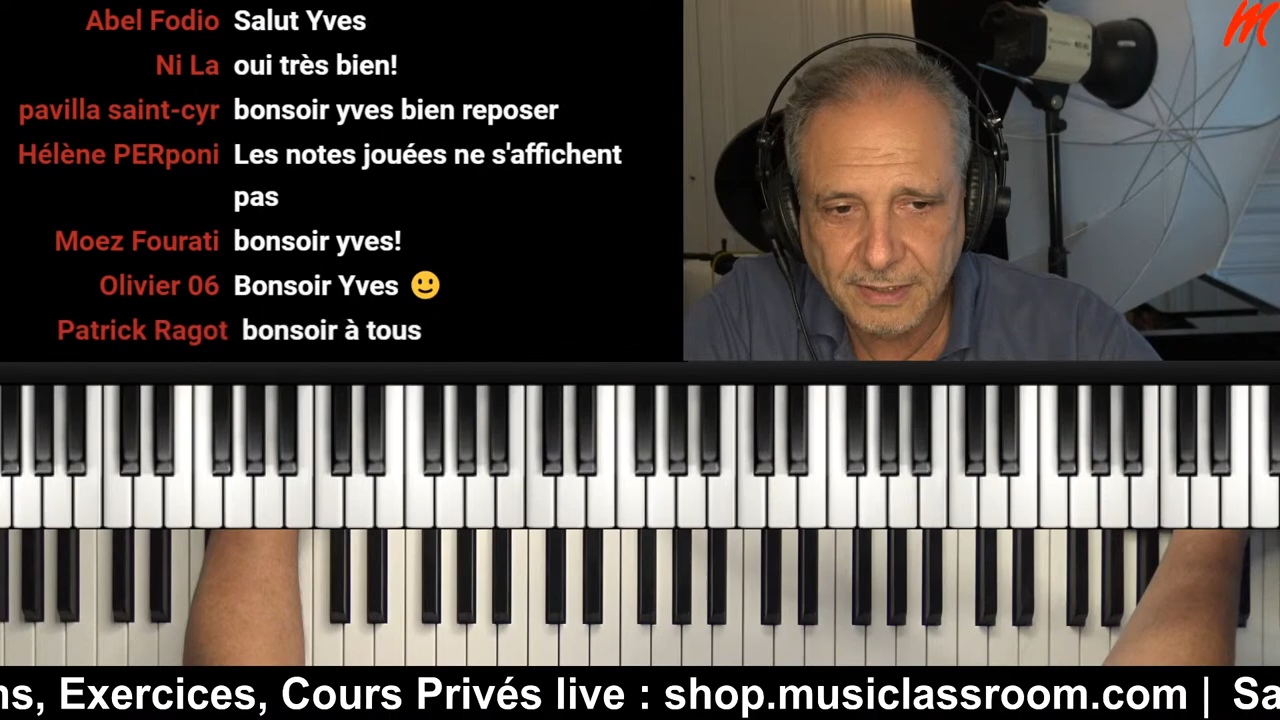 Abel Fodio Salut Yves
Ni La oui très bien!
pavilla saint-cyr bonsoir yves bien reposer
Hélène PERponi Les notes jouées ne s'affichent
pas
Moez Fourati bonsoir yves!
Olivier 06 Bonsoir Yves 🙂
Patrick Ragot bonsoir à tous
ns, Exercices, Cours Privés live : shop.musiclassroom.com | Sa